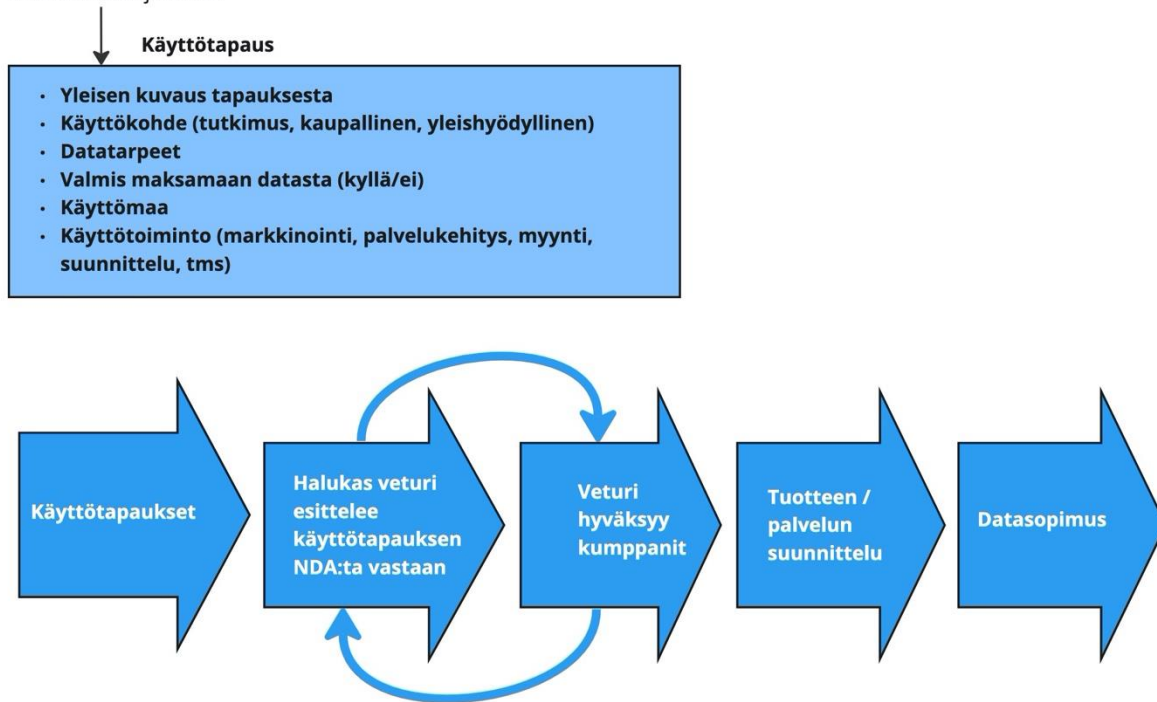 Käyttötapaus
· Yleisen kuvaus tapauksesta
· Käyttökohde (tutkimus, kaupallinen, yleishyödyllinen)
· Datatarpeet
· Valmis maksamaan datasta (kyllä/ei)
· Käyttömaa
· Käyttötoiminto (markkinointi, palvelukehitys, myynti,
suunnittelu, tms)
Käyttötapaukset
Halukas veturi
esittelee
käyttötapauksen
NDA:ta vastaan
Veturi
hyväksyy
kumppanit
Tuotteen /
palvelun
suunnittelu
Datasopimus